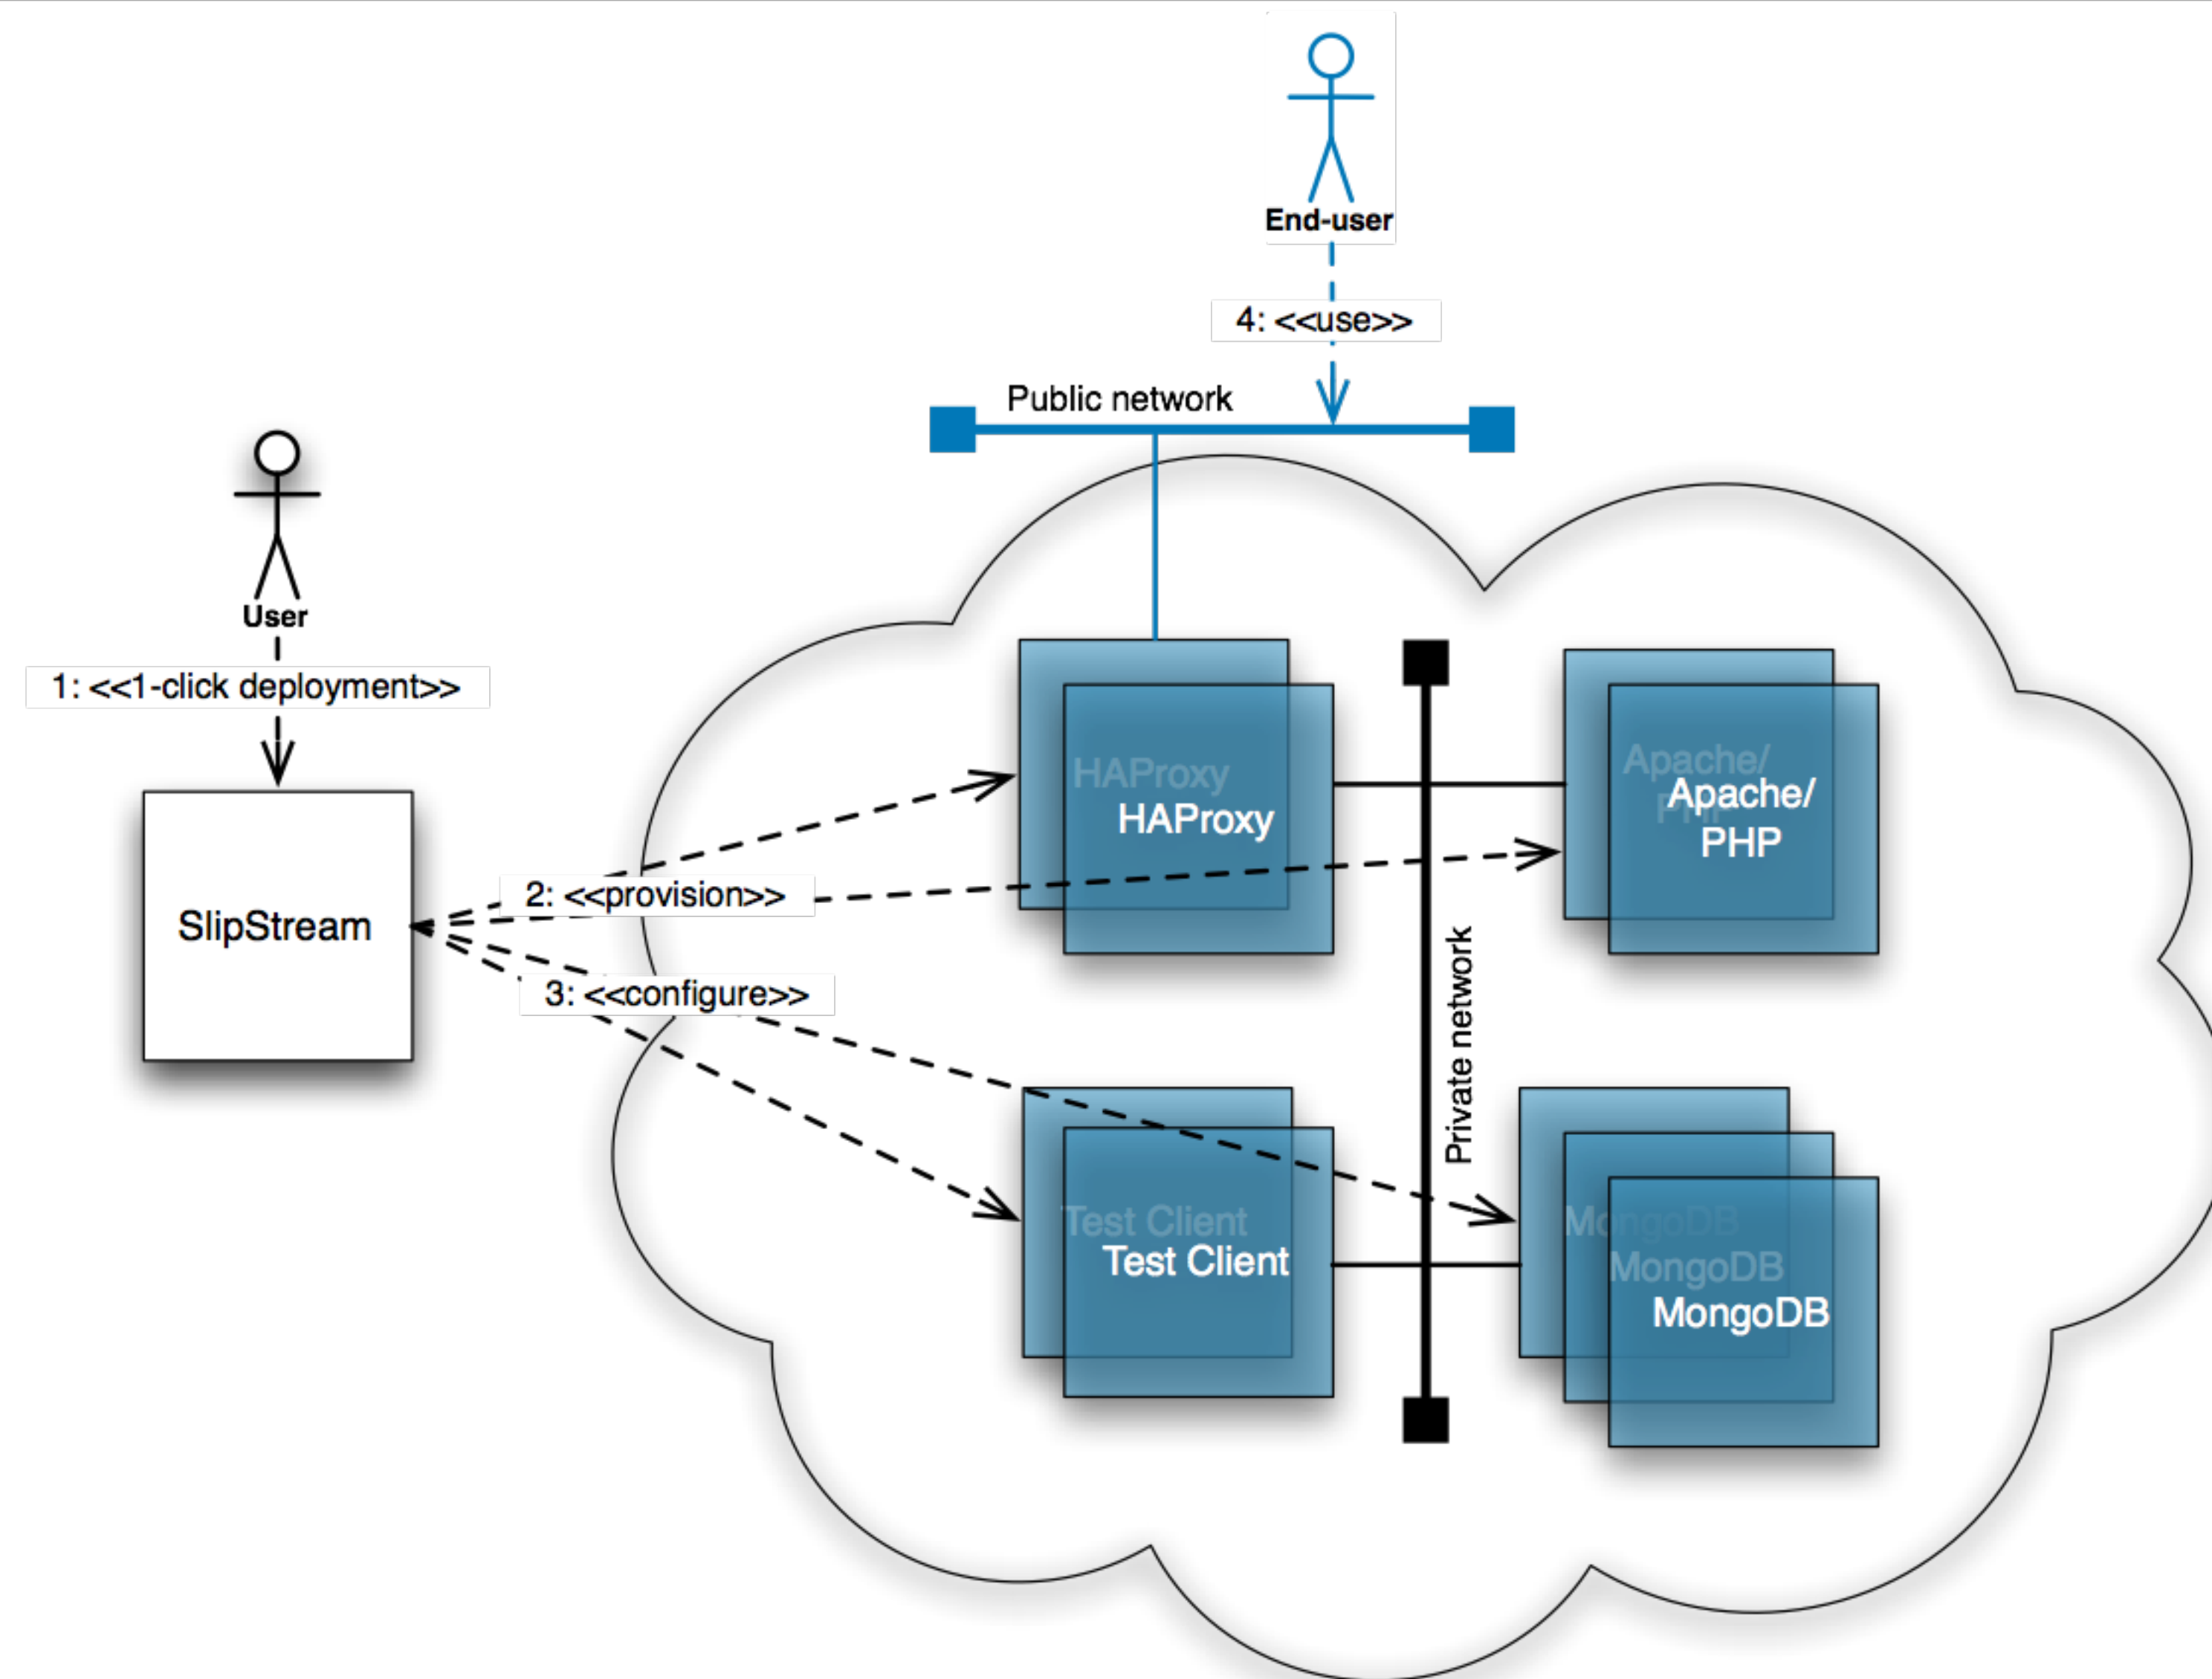 End-user
4: <<use>>
Public network
User
1: <<1-click deployment>>
SlipStream
2: <<provision>>
3: <<configure>>
HAProxy
HAProxy
Apache/
PHP
Apache/
PHP
Private network
Test Client
Test Client
MongoDB
MongoDB
MongoDB